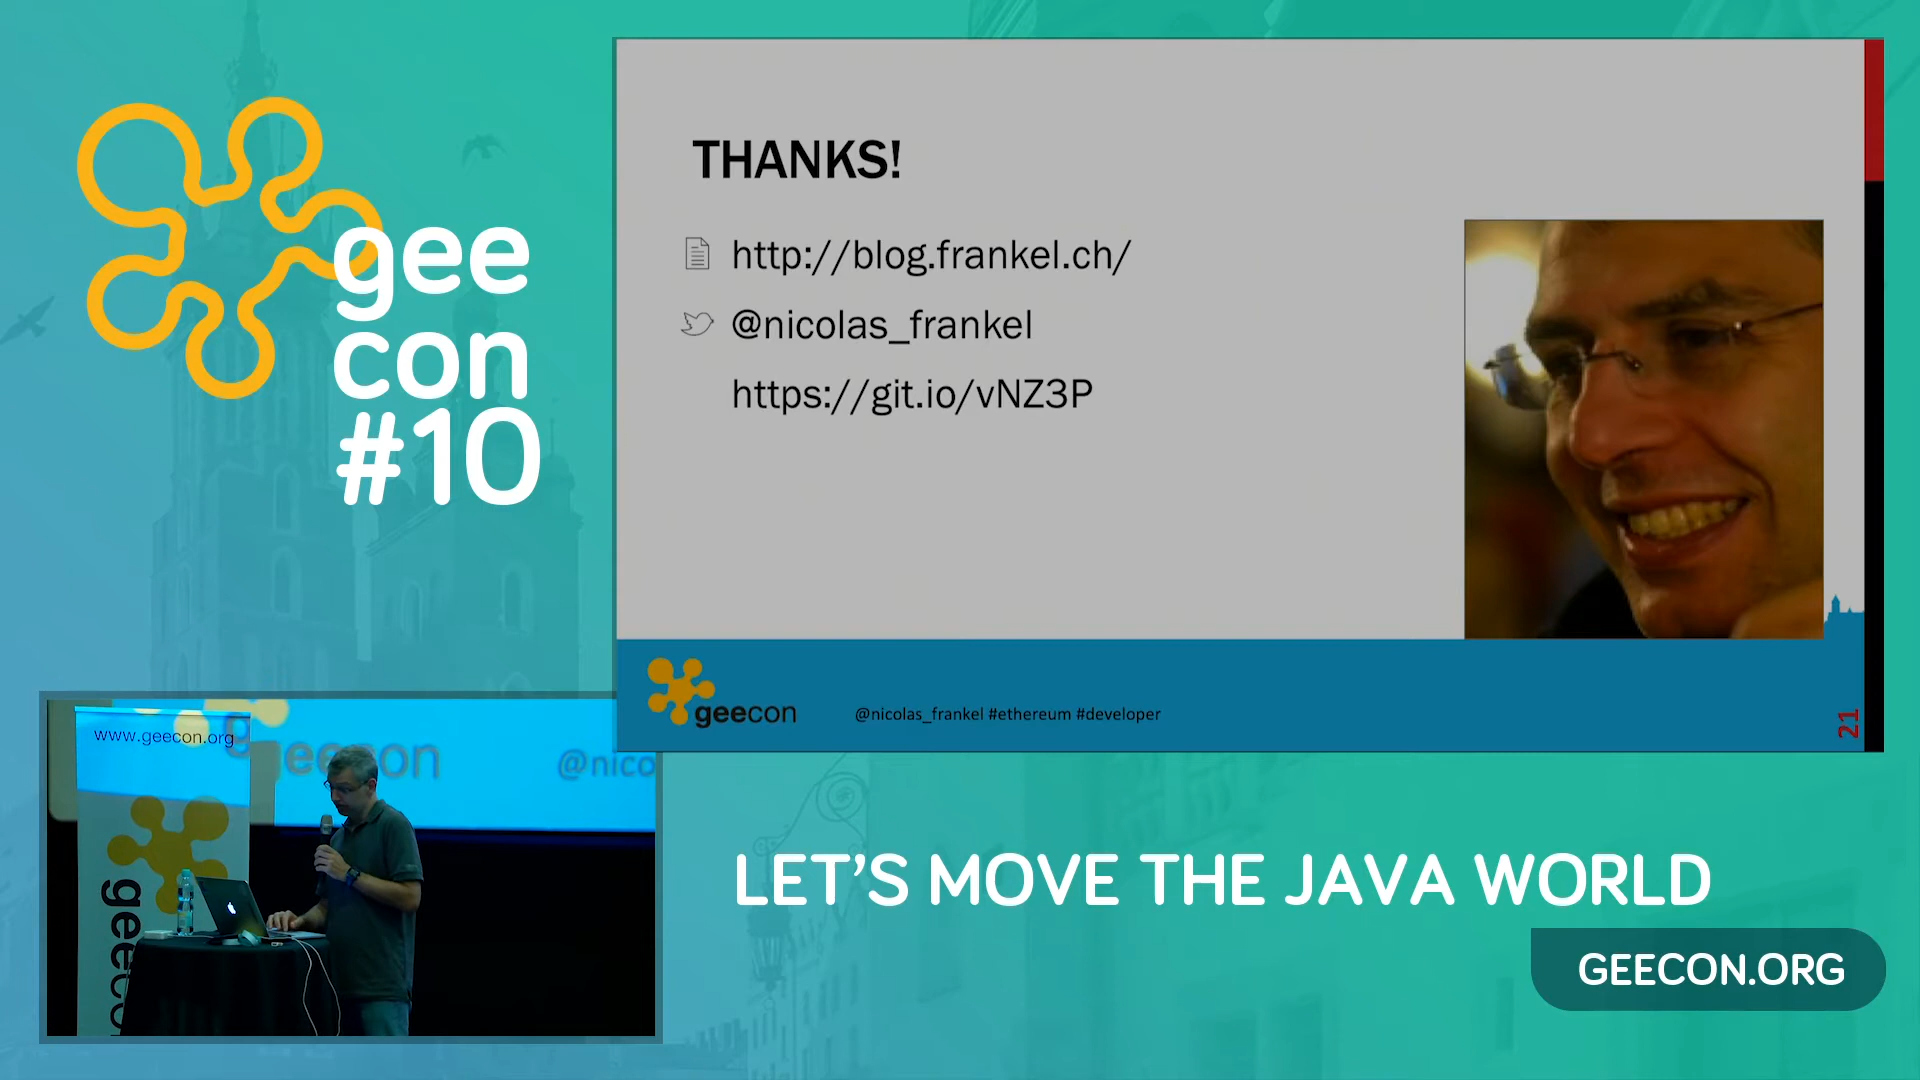 gee
con
#10
THANKS!
http://blog.frankel.ch/
@nicolas_frankel
https://git.io/vNZ3P
geecon
@nicolas_frankel #ethereum #developer
21
www.geecon.org
geecon
@nico
geecon
LET'S MOVE THE JAVA WORLD
GEECON.ORG